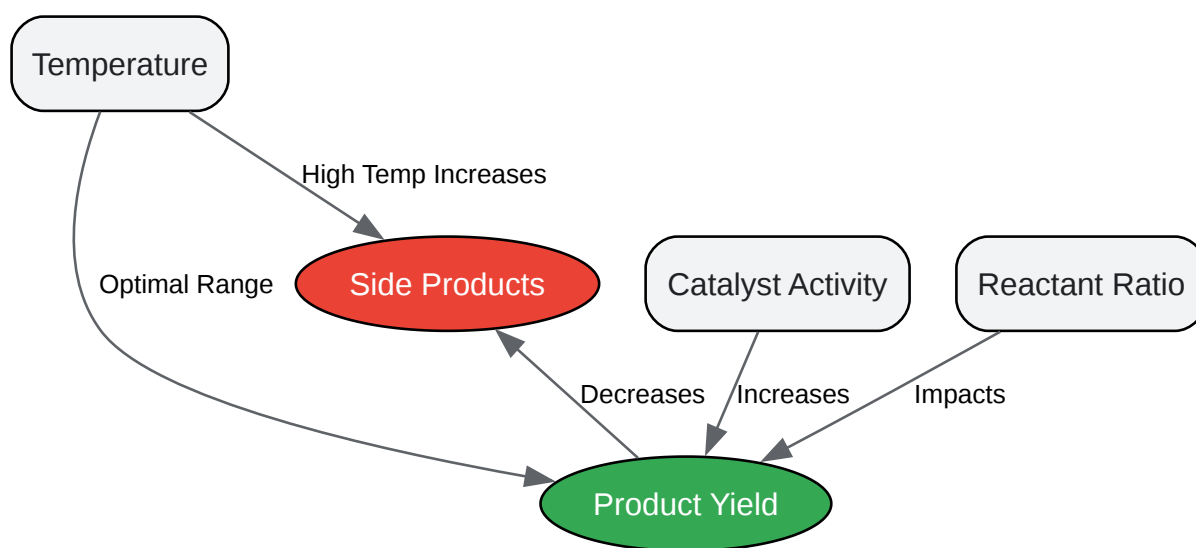 Temperature
High Temp Increases
Optimal Range
Side Products
Catalyst Activity
Reactant Ratio
Decreases
Increases
Impacts
Product Yield